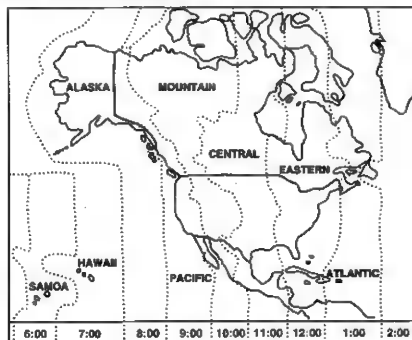 ALASKA MOUNTAIN
CENTRAL
EASTERN
HAWAII
SAMOA
PACIFIC
ATLANTIC
6:00 7:00 8:00 9:00 10:00 11:00 12:00 1:00 2:00